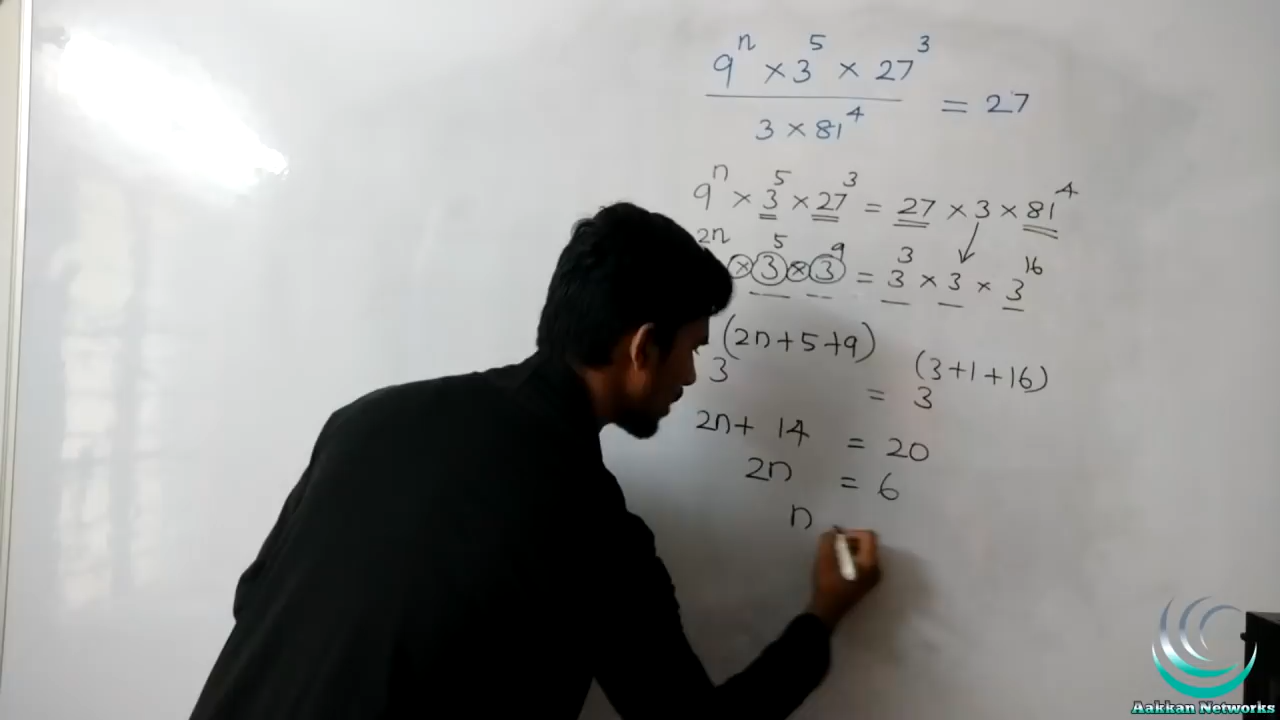 9^n × 3^5 × 27^3
= 27
3 × 81^4
9^n × 3^5 × 27^3 = 27 × 3 × 81^4
2n × 3^5 × 3^9 = 3^3 × 3 × 3^16
3^(2n+5+9) = 3^(3+1+16)
2n + 14 = 20
2n = 6
n
Aakkan Networks